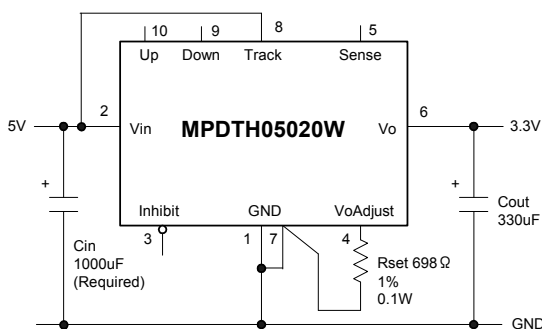 10
9
8
5
Up
Down
Track
Sense
5V
2
Vin
MPDTH05020W
Vo
6
3.3V
+
+
Inhibit
GND
VoAdjust
3
1
7
4
Cin
1000uF
(Required)
Rset 698Ω
1%
0.1W
Cout
330uF
GND